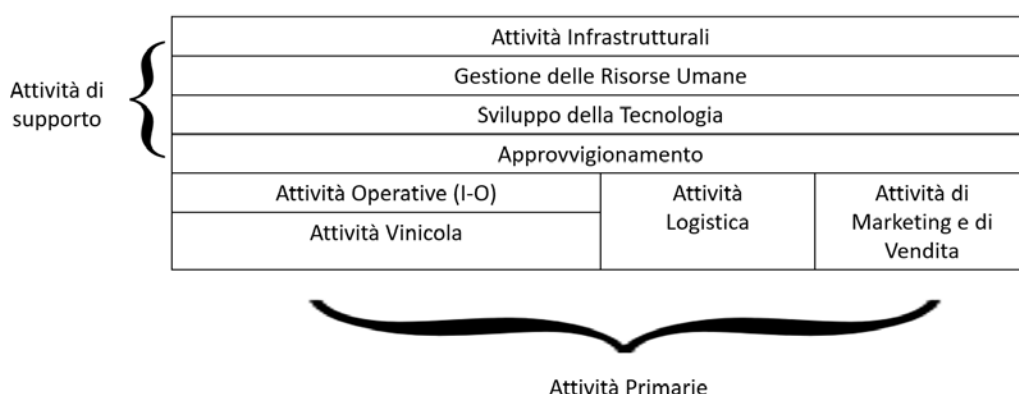 Attività Infrastrutturali
Gestione delle Risorse Umane
Attività di
supporto
Sviluppo della Tecnologia
Approvvigionamento
Attività Operative (I-O)
Attività Vinicola
Attività
Logistica
Attività di
Marketing e di
Vendita
Attività Primarie